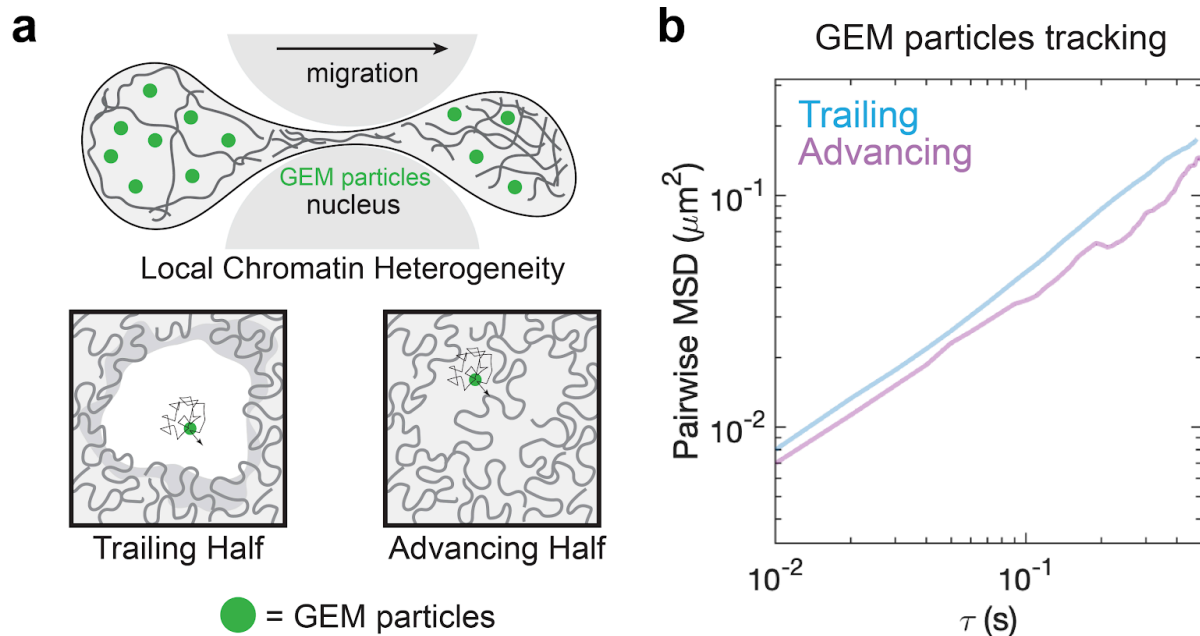 a
migration
GEM particles
nucleus
Local Chromatin Heterogeneity
Trailing Half
Advancing Half
= GEM particles
b
GEM particles tracking
Trailing
Advancing
Pairwise MSD (μm²)
10⁻¹
10⁻²
10⁻²
10⁻¹
τ (s)